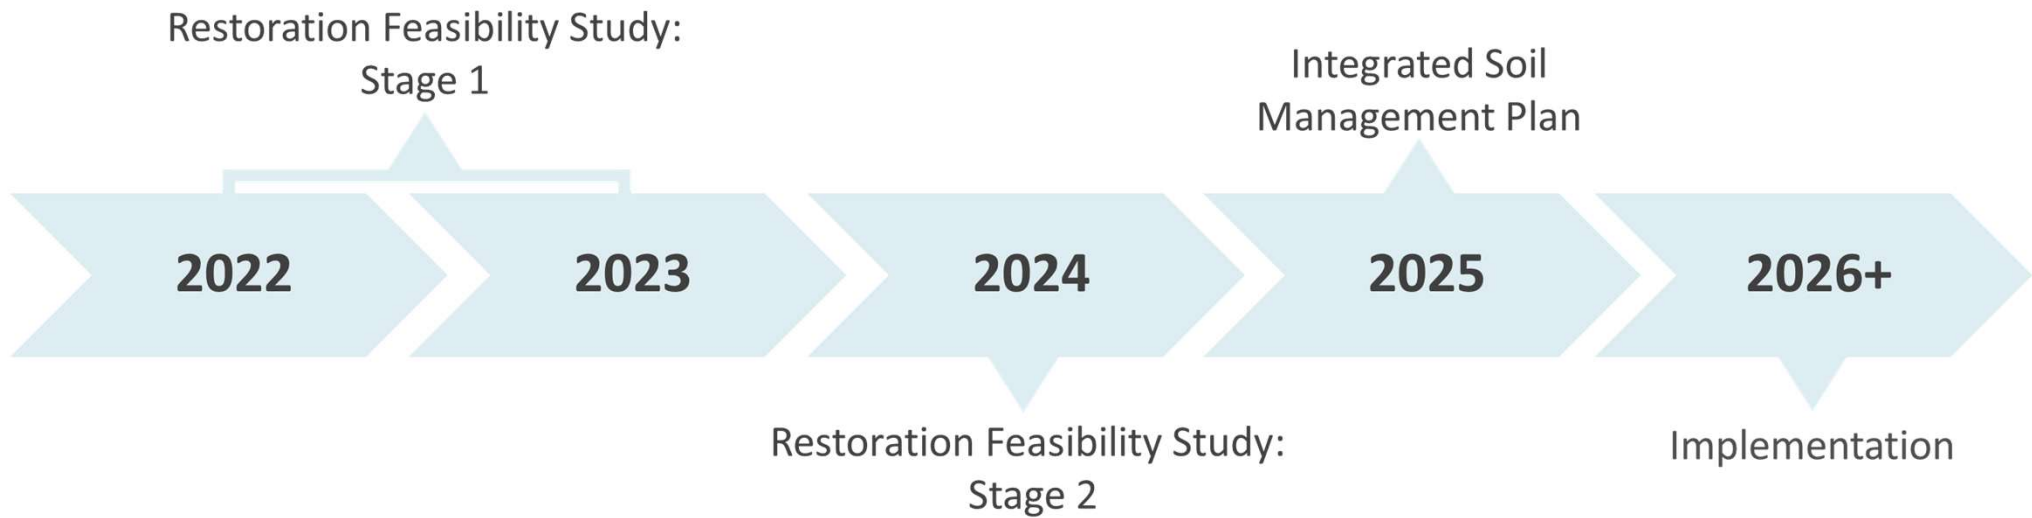 Restoration Feasibility Study:
Stage 1
Integrated Soil
Management Plan
2022
2023
2024
2025
2026+
Restoration Feasibility Study:
Stage 2
Implementation